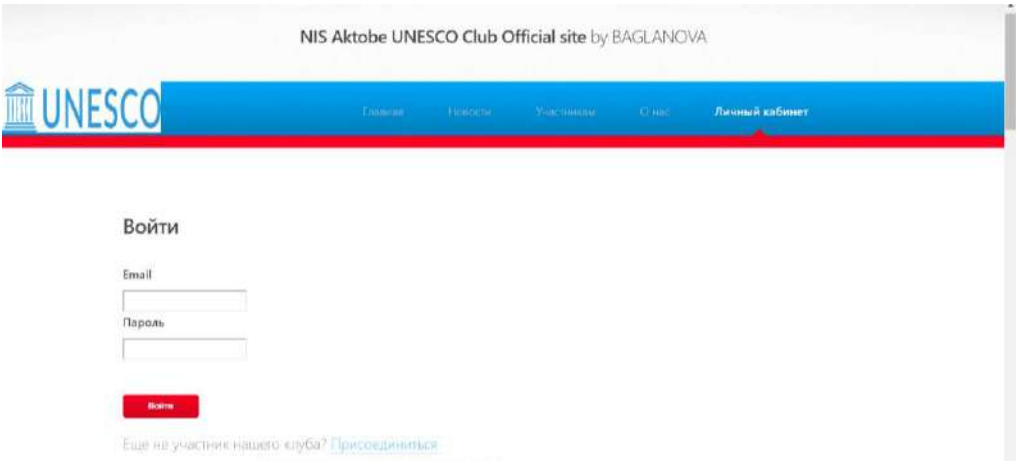 NIS Aktobe UNESCO Club Official site by BAGLANOVA
UNESCO
Главная Новости Участникам О нас Личный кабинет
Войти
Email
Пароль
Войти
Еще не участник нашего клуба? Присоединиться